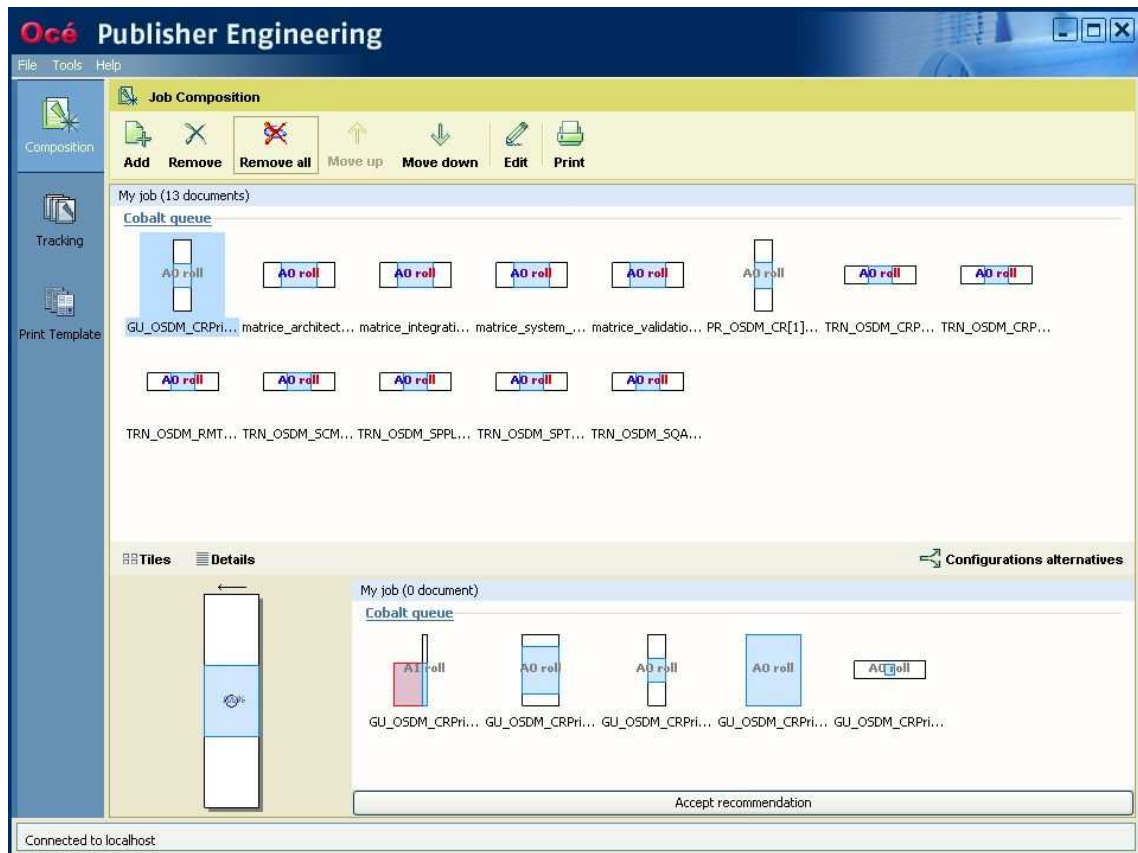 Océ Publisher Engineering
File Tools Help
Composition
Tracking
Print Template
Job Composition
Add Remove Remove all Move up Move down Edit Print
My job (13 documents)
Cobalt queue
A0 roll A0 roll A0 roll A0 roll A0 roll A0 roll A0 roll A0 roll
GU_OSDM_CRPri... matrice_architect... matrice_integrati... matrice_system_... matrice_validatio... PR_OSDM_CR[1]... TRN_OSDM_CRP... TRN_OSDM_CRP...
A0 roll A0 roll A0 roll A0 roll A0 roll
TRN_OSDM_RMT... TRN_OSDM_SCM... TRN_OSDM_SPPL... TRN_OSDM_SPT... TRN_OSDM_SQA...
Tiles Details Configurations alternatives
My job (0 document)
Cobalt queue
A1 roll A0 roll A0 roll A0 roll A0 roll
GU_OSDM_CRPri... GU_OSDM_CRPri... GU_OSDM_CRPri... GU_OSDM_CRPri... GU_OSDM_CRPri...
Accept recommendation
Connected to localhost